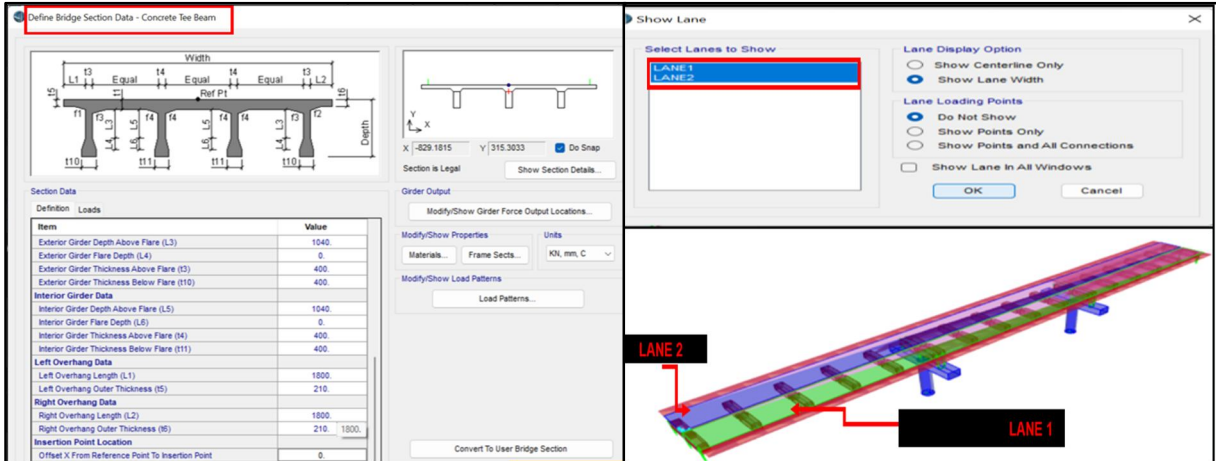 Define Bridge Section Data - Concrete Tee Beam
Width
L1 t3 Equal t4 Equal t4 Equal t3 L2
t5 t1 Ref Pt t6
f1 f3 L3 L5 f4 f4 L5 f4 f4 L3 f3 f2
L4 L6 L6 L4 Depth
t10 t11 t11 t10
Y
X
X -829.1815 Y 315.3033 Do Snap
Section is Legal Show Section Details...
Section Data
Definition Loads
Item Value
Exterior Girder Depth Above Flare (L3) 1040.
Exterior Girder Flare Depth (L4) 0.
Exterior Girder Thickness Above Flare (t3) 400.
Exterior Girder Thickness Below Flare (t10) 400.
Interior Girder Data
Interior Girder Depth Above Flare (L5) 1040.
Interior Girder Flare Depth (L6) 0.
Interior Girder Thickness Above Flare (t4) 400.
Interior Girder Thickness Below Flare (t11) 400.
Left Overhang Data
Left Overhang Length (L1) 1800.
Left Overhang Outer Thickness (t5) 210.
Right Overhang Data
Right Overhang Length (L2) 1800.
Right Overhang Outer Thickness (t6) 210. 1800.
Insertion Point Location
Offset X From Reference Point To Insertion Point 0.
Girder Output
Modify/Show Girder Force Output Locations...
Modify/Show Properties
Materials... Frame Sects...
Units
KN, mm, C
Modify/Show Load Patterns
Load Patterns...
Convert To User Bridge Section
Show Lane
Select Lanes to Show
LANE1
LANE2
Lane Display Option
Show Centerline Only
Show Lane Width
Lane Loading Points
Do Not Show
Show Points Only
Show Points and All Connections
Show Lane In All Windows
OK Cancel
LANE 2
LANE 1